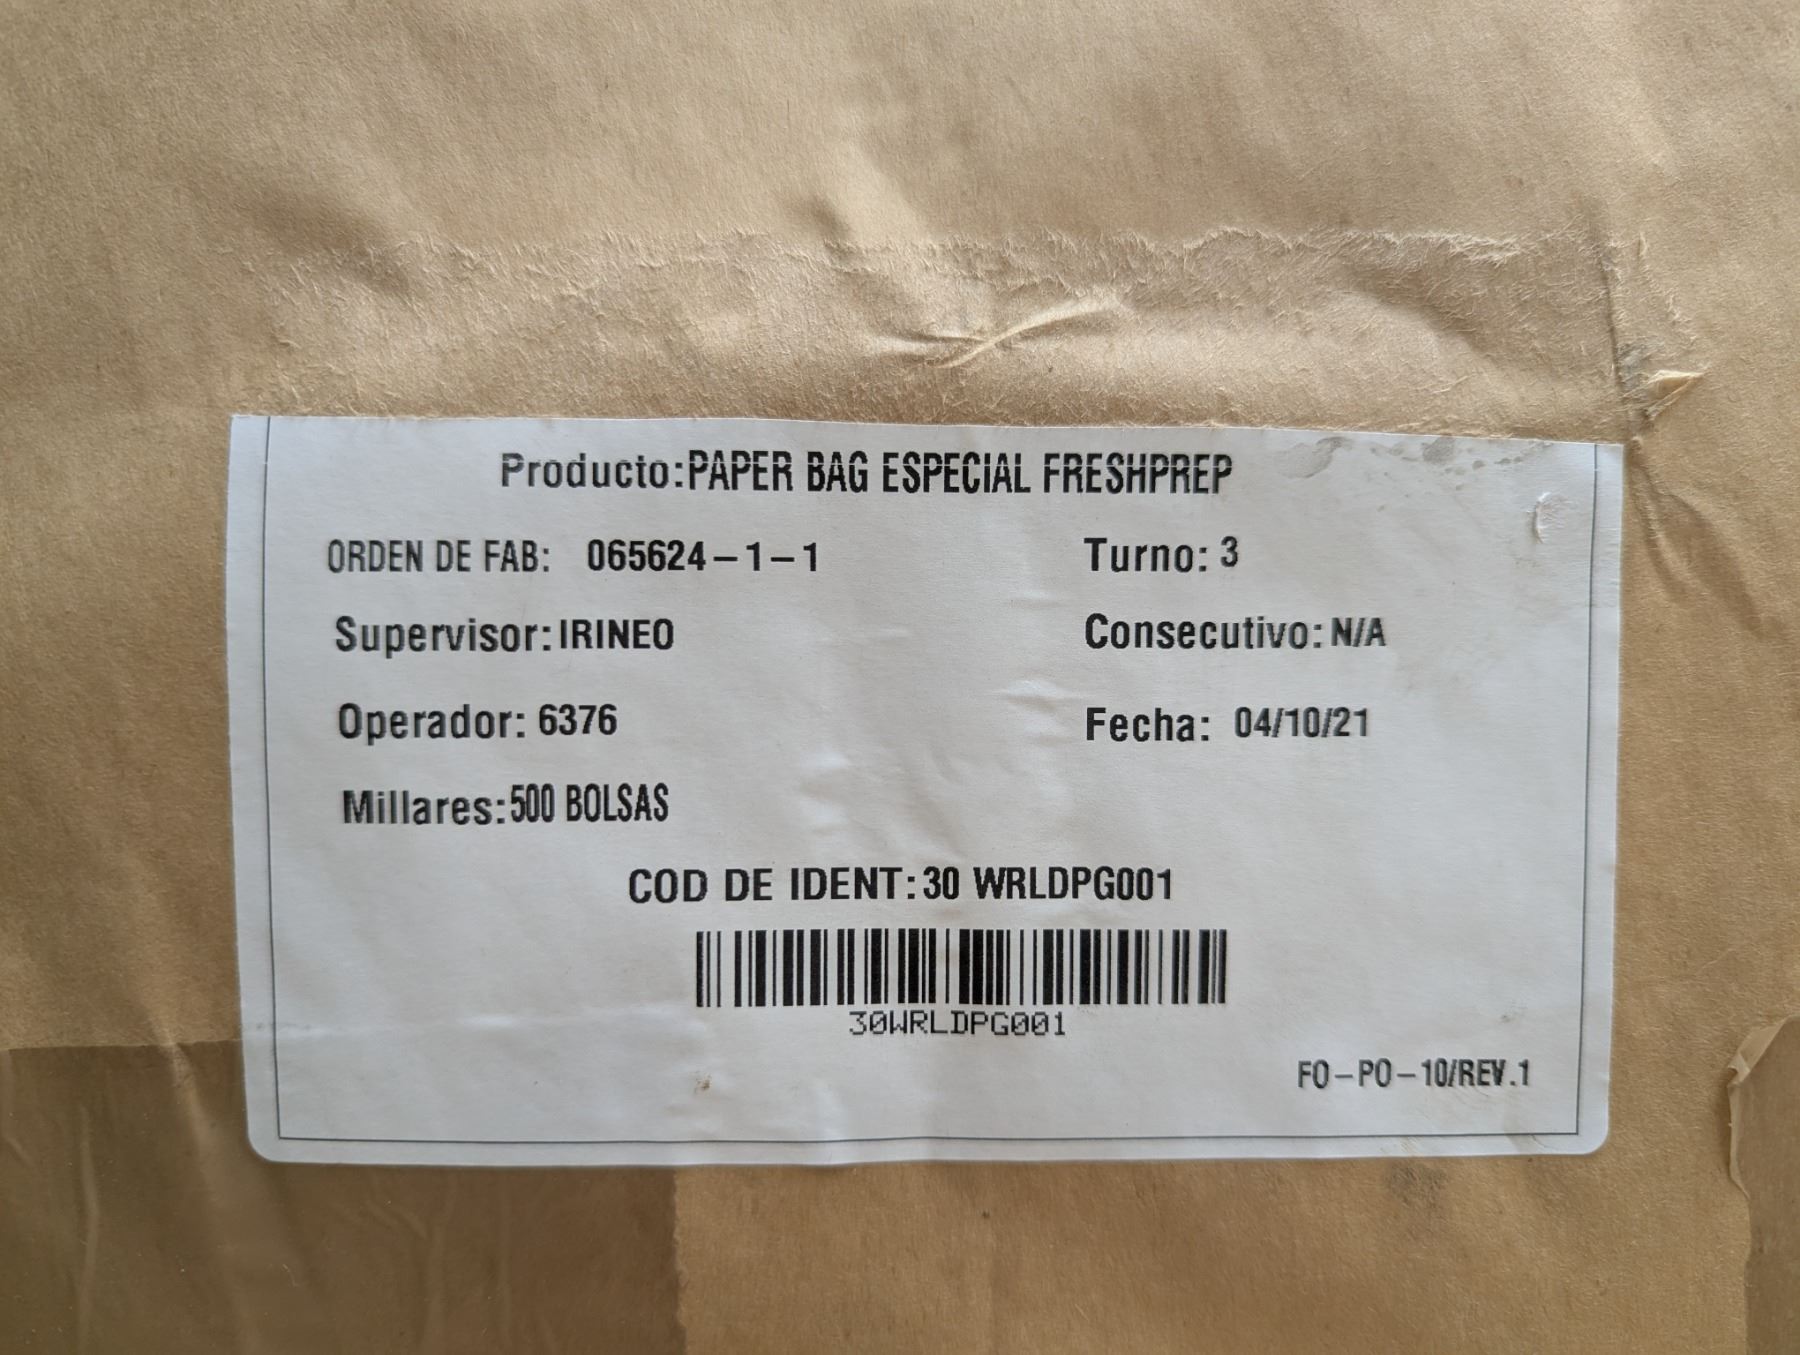 Producto:PAPER BAG ESPECIAL FRESHPREP
ORDEN DE FAB: 065624-1-1 Turno: 3
Supervisor:IRINEO Consecutivo:N/A
Operador: 6376 Fecha: 04/10/21
Millares:500 BOLSAS
COD DE IDENT:30 WRLDPG001
30WRLDPG001
FO-PO-10/REV.1